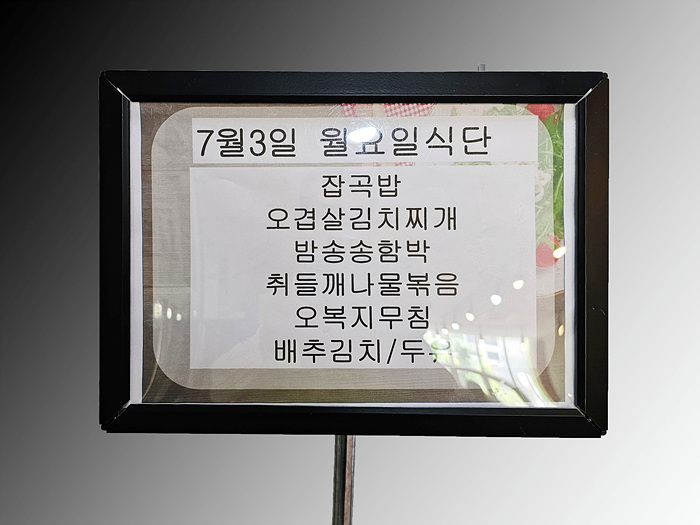 7월3일 월요일식단
잡곡밥
오겹살김치찌개
밤송송함박
취들깨나물볶음
오복지무침
배추김치/두유